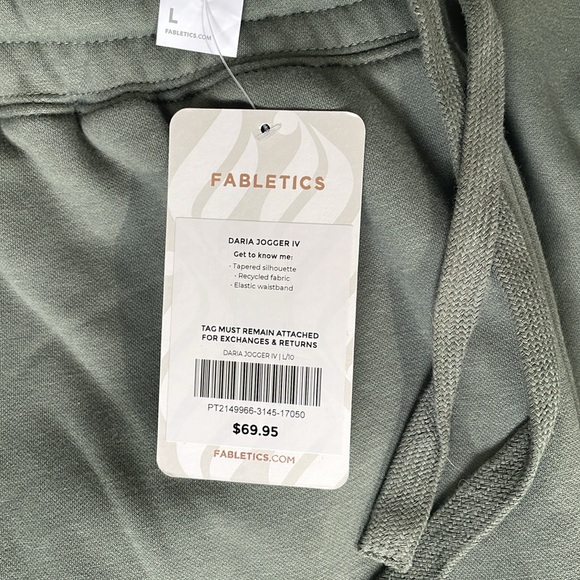 L
FABLETICS.COM
FABLETICS
DARIA JOGGER IV
Get to know me:
• Tapered silhouette
• Recycled fabric
• Elastic waistband
TAG MUST REMAIN ATTACHED
FOR EXCHANGES & RETURNS
DARIA JOGGER IV | L/10
PT2149966-3145-17050
$69.95
FABLETICS.COM